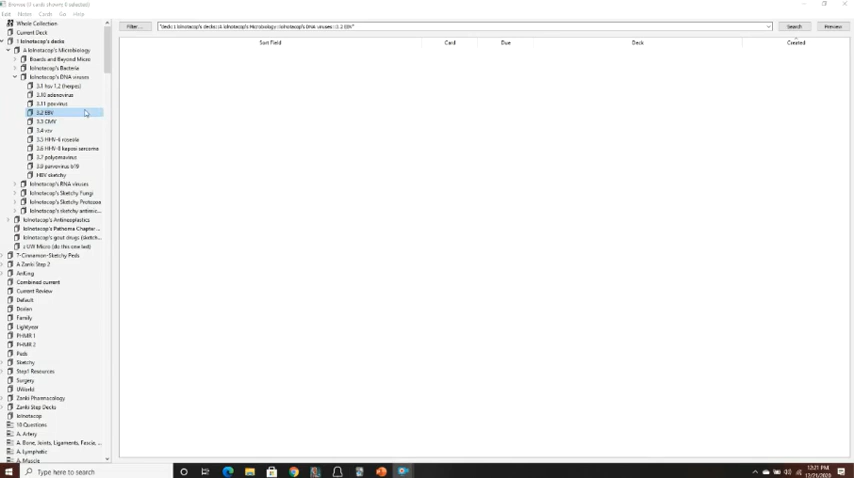 Browse (0 cards shown; 0 selected)
Edit Notes Cards Go Help
Whole Collection
Current Deck
1 lolnotacop's decks
A lolnotacop's Microbiology
Boards and Beyond Micro
lolnotacop's Bacteria
lolnotacop's DNA viruses
3.1 hsv 1,2 (herpes)
3.10 adenovirus
3.11 poxvirus
3.2 EBV
3.3 CMV
3.4 vzv
3.5 HHV-6 roseola
3.6 HHV-8 kaposi sarcoma
3.7 polyomavirus
3.9 parvovirus b19
HBV sketchy
lolnotacop's RNA viruses
lolnotacop's Sketchy Fungi
lolnotacop's Sketchy Protozoa
lolnotacop's sketchy antimic...
lolnotacop's Antineoplastics
lolnotacop's Pathoma Chapter ...
lolnotacop's gout drugs (sketch...
z UW Micro (do this one last)
7-Cinnamon-Sketchy Peds
A Zanki Step 2
AnKing
Combined current
Current Review
Default
Dorian
Family
Lightyear
PHMR 1
PHMR 2
Peds
Sketchy
Step1 Resources
Surgery
UWorld
Zanki Pharmacology
Zanki Step Decks
lolnotacop
10 Questions
A. Artery
A. Bone, Joints, Ligaments, Fascia, ...
A. Lymphatic
A. Muscle
Filter...
Search
Preview
Sort Field Card Due Deck Created
Type here to search
12:21 PM
12/21/2020